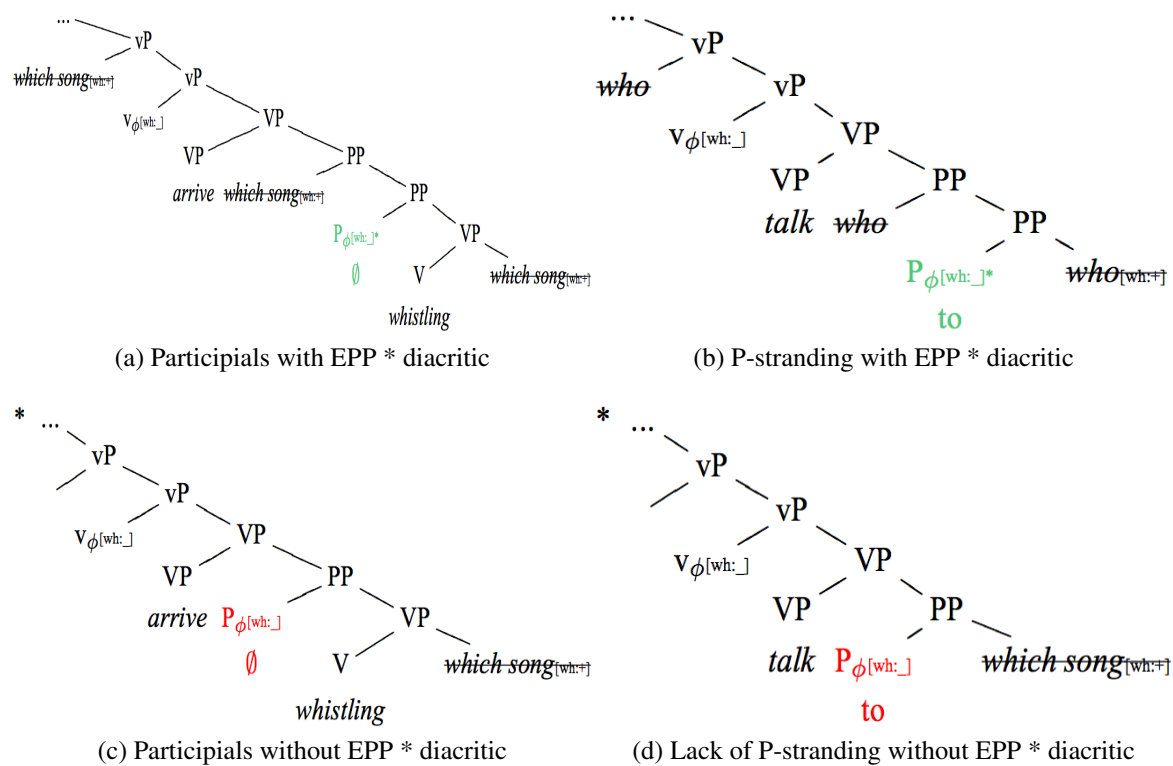 ...
vP
which song[wh:+] vP
vϕ[wh:_] VP
VP PP
arrive which song[wh:+] PP
Pϕ[wh:_]* VP
∅ V which song[wh:+]
whistling
(a) Participials with EPP * diacritic
...
vP
who vP
vϕ[wh:_] VP
VP PP
talk who PP
Pϕ[wh:_]* who[wh:+]
to
(b) P-stranding with EPP * diacritic
* ...
vP
vP
vϕ[wh:_] VP
VP PP
arrive Pϕ[wh:_] VP
∅ V which song[wh:+]
whistling
(c) Participials without EPP * diacritic
* ...
vP
vP
vϕ[wh:_] VP
VP PP
talk Pϕ[wh:_] which song[wh:+]
to
(d) Lack of P-stranding without EPP * diacritic